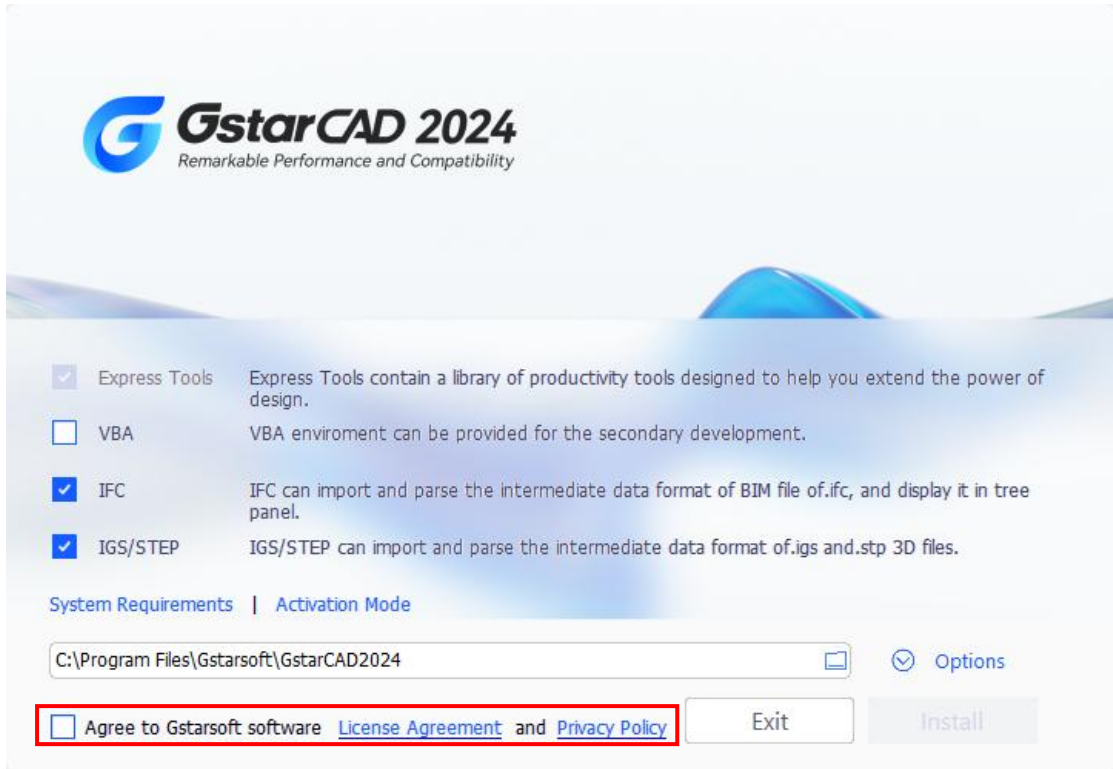 GstarCAD 2024
Remarkable Performance and Compatibility
Express Tools
Express Tools contain a library of productivity tools designed to help you extend the power of
design.
VBA
VBA enviroment can be provided for the secondary development.
IFC
IFC can import and parse the intermediate data format of BIM file of.ifc, and display it in tree
panel.
IGS/STEP
IGS/STEP can import and parse the intermediate data format of.igs and.stp 3D files.
System Requirements | Activation Mode
C:\Program Files\Gstarsoft\GstarCAD2024
Options
Agree to Gstarsoft software License Agreement and Privacy Policy
Exit
Install